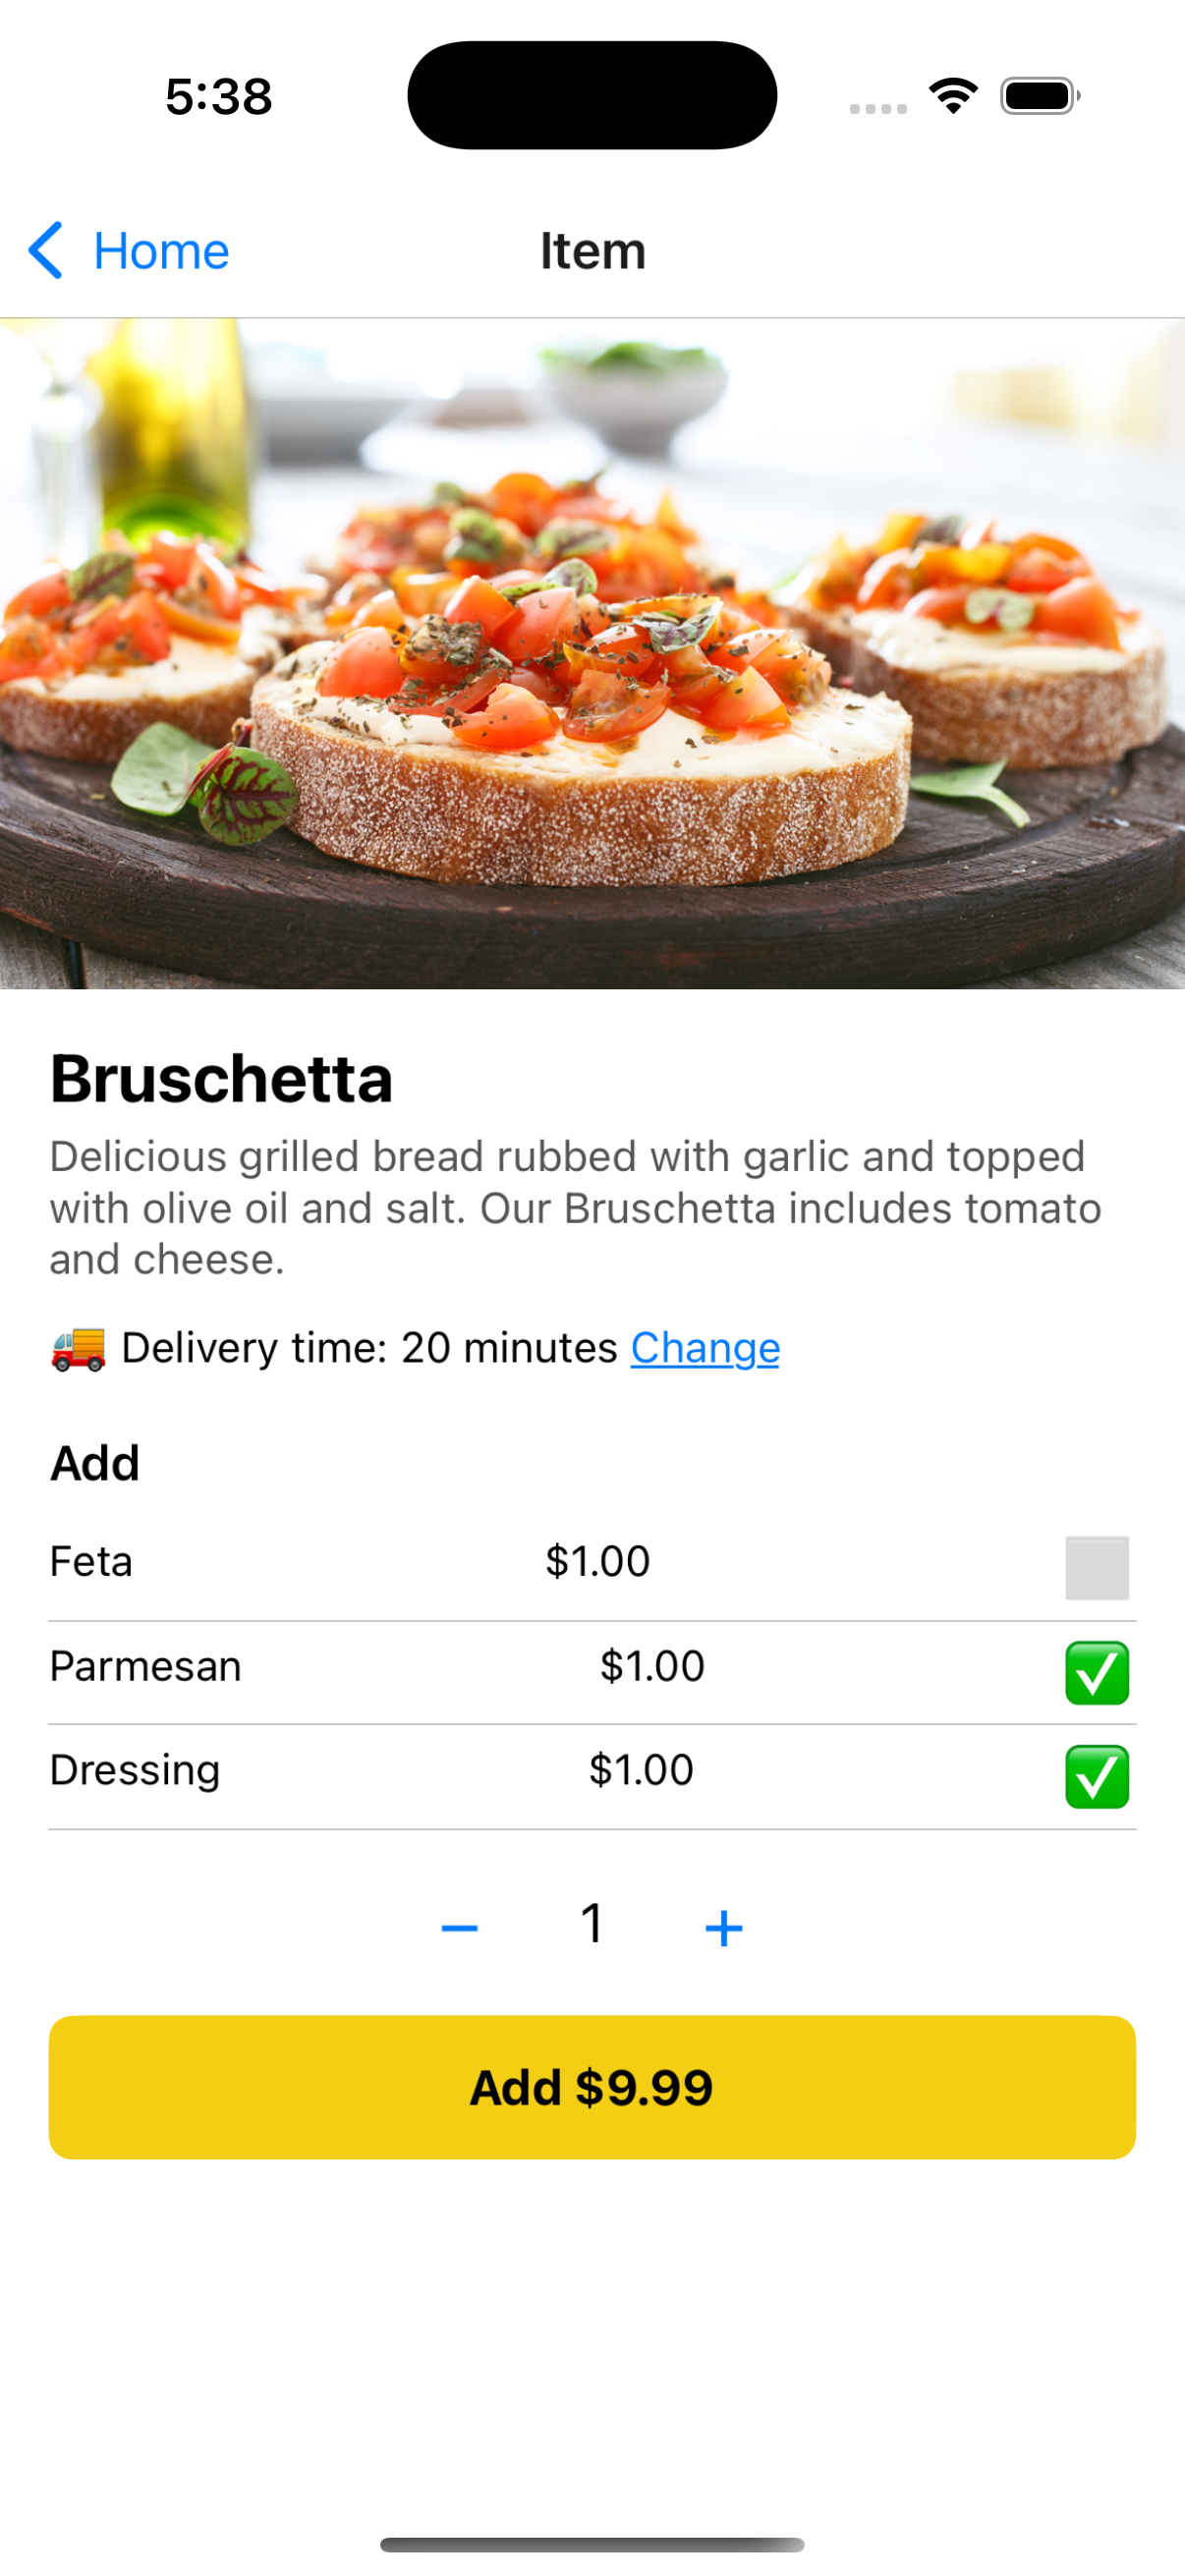 5:38
Home
Item
Bruschetta
Delicious grilled bread rubbed with garlic and topped
with olive oil and salt. Our Bruschetta includes tomato
and cheese.
🚚 Delivery time: 20 minutes Change
Add
Feta $1.00
Parmesan $1.00 ✅
Dressing $1.00 ✅
− 1 +
Add $9.99